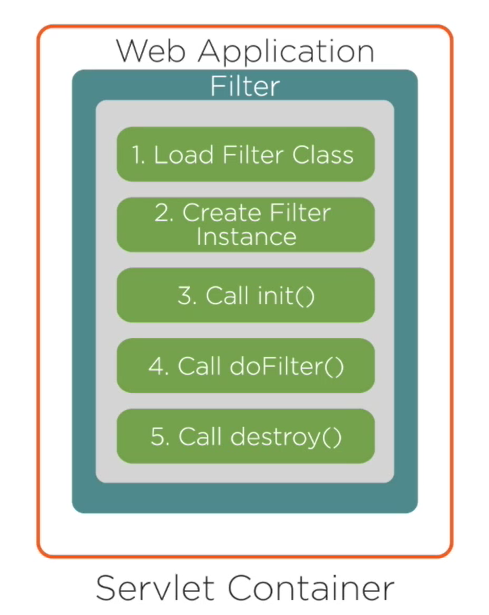 Web Application
Filter
1. Load Filter Class
2. Create Filter
Instance
3. Call init()
4. Call doFilter()
5. Call destroy()
Servlet Container